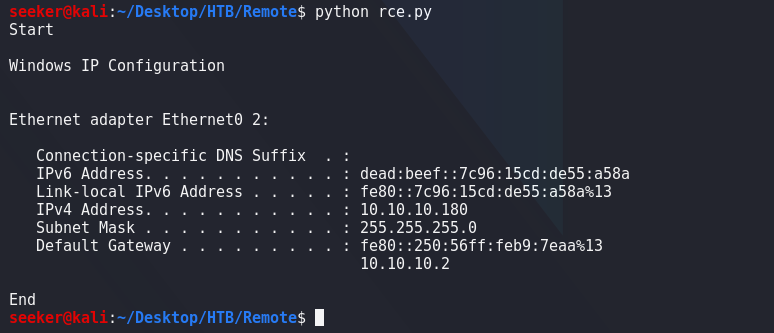 seeker@kali:~/Desktop/HTB/Remote$ python rce.py
Start
Windows IP Configuration
Ethernet adapter Ethernet0 2:
Connection-specific DNS Suffix  . :
IPv6 Address. . . . . . . . . . . : dead:beef::7c96:15cd:de55:a58a
Link-local IPv6 Address . . . . . : fe80::7c96:15cd:de55:a58a%13
IPv4 Address. . . . . . . . . . . : 10.10.10.180
Subnet Mask . . . . . . . . . . . : 255.255.255.0
Default Gateway . . . . . . . . . : fe80::250:56ff:feb9:7eaa%13
10.10.10.2
End
seeker@kali:~/Desktop/HTB/Remote$